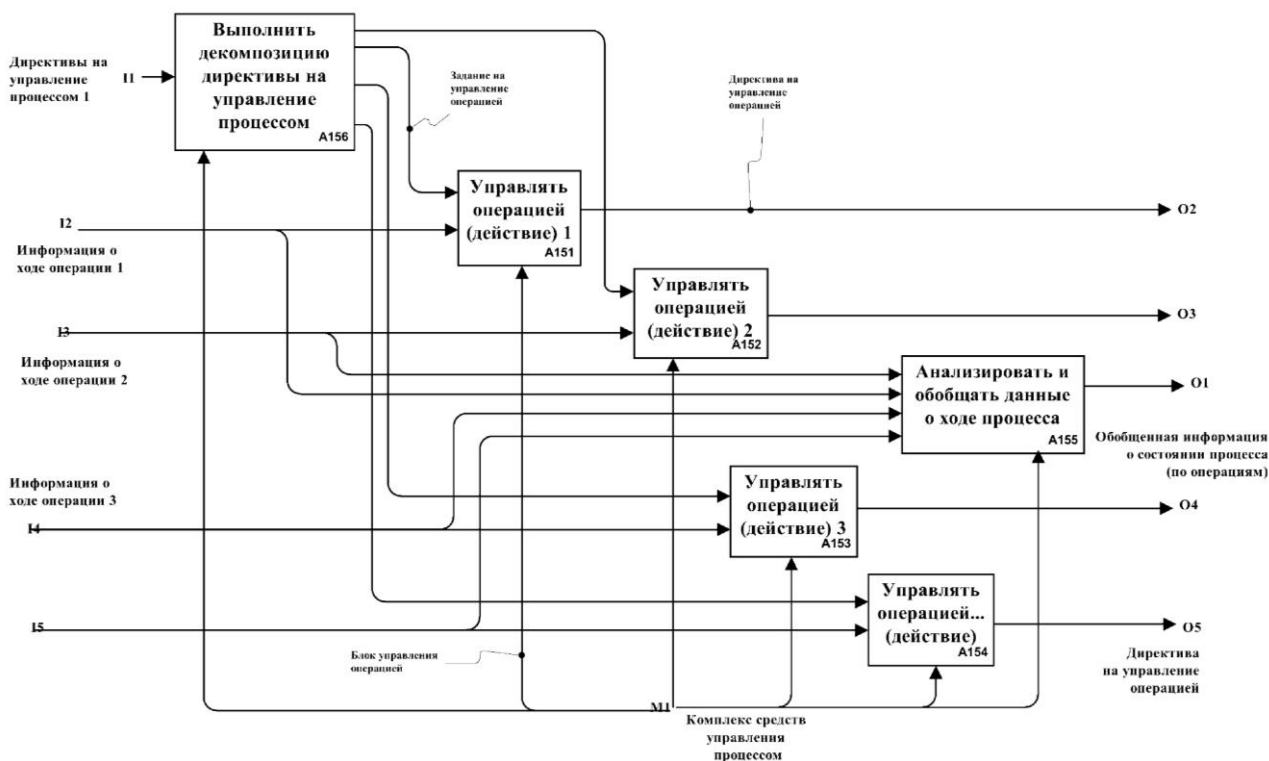 Выполнить
декомпозицию
директивы на
управление
процессом
A156
Директивы на
управление
процессом 1
I1
Задание на
управление
операцией
Директива на
управление
операцией
Управлять
операцией
(действие) 1
A151
O2
I2
Информация о
ходе операции 1
Управлять
операцией
(действие) 2
A152
O3
I3
Информация о
ходе операции 2
Анализировать и
обобщать данные
о ходе процесса
A155
O1
Обобщенная информация
о состоянии процесса
(по операциям)
Информация о
ходе операции 3
I4
Управлять
операцией
(действие) 3
A153
O4
Управлять
операцией...
(действие)
A154
I5
O5
Директива
на управление
операцией
Блок управления
операцией
M1
Комплекс средств
управления
процессом